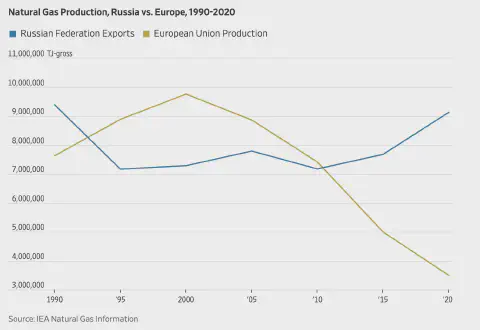 Natural Gas Production, Russia vs. Europe, 1990-2020
Russian Federation Exports European Union Production
11,000,000 TJ-gross
10,000,000
9,000,000
8,000,000
7,000,000
6,000,000
5,000,000
4,000,000
3,000,000
1990 '95 2000 '05 '10 '15 '20
Source: IEA Natural Gas Information